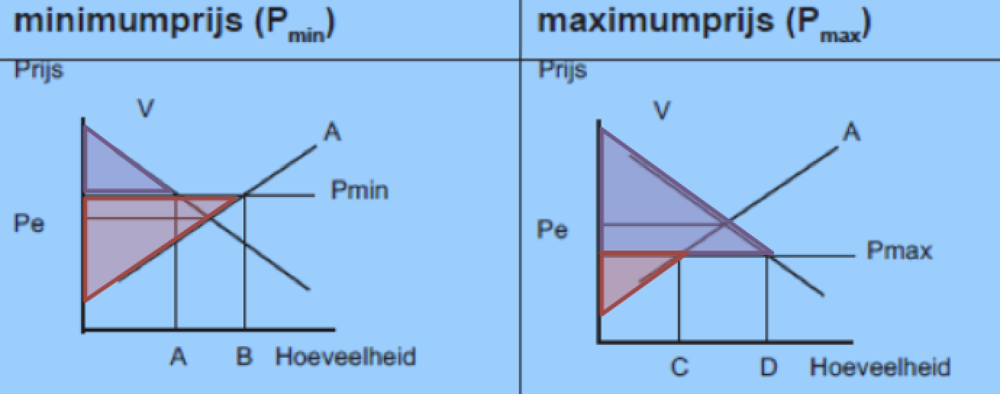 minimumprijs (Pmin)
Prijs
V
A
Pmin
Pe
A B Hoeveelheid
maximumprijs (Pmax)
Prijs
V
A
Pe
Pmax
C D Hoeveelheid